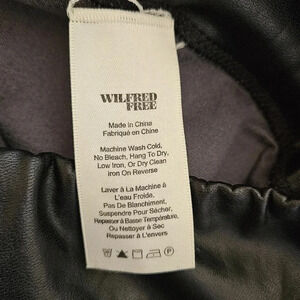 WILFRED
FREE
Made in China
Fabriqué en Chine
Machine Wash Cold,
No Bleach, Hang To Dry,
Low Iron, Or Dry Clean
iron On Reverse
Laver à La Machine à
L'eau Froide,
Pas De Blanchiment,
Suspendre Pour Sécher,
Repasser à Basse Température,
Ou Nettoyer à Sec
Repasser à L'envers